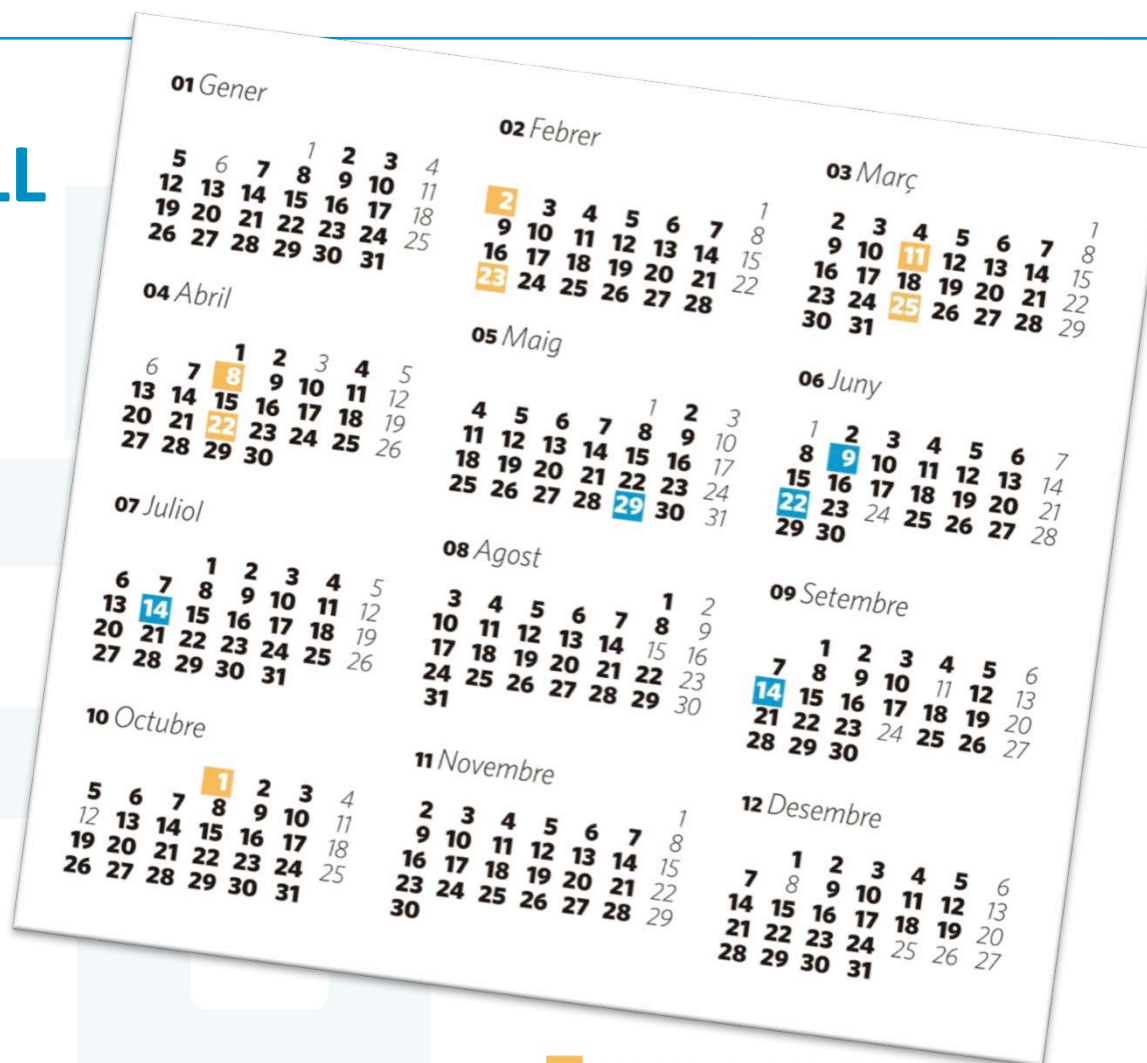 LL
01 Gener
1 2 3 4
5 6 7 8 9 10 11
12 13 14 15 16 17 18
19 20 21 22 23 24 25
26 27 28 29 30 31
02 Febrer
1
2 3 4 5 6 7 8
9 10 11 12 13 14 15
16 17 18 19 20 21 22
23 24 25 26 27 28
03 Març
1
2 3 4 5 6 7 8
9 10 11 12 13 14 15
16 17 18 19 20 21 22
23 24 25 26 27 28 29
30 31
04 Abril
1 2 3 4 5
6 7 8 9 10 11 12
13 14 15 16 17 18 19
20 21 22 23 24 25 26
27 28 29 30
05 Maig
1 2 3
4 5 6 7 8 9 10
11 12 13 14 15 16 17
18 19 20 21 22 23 24
25 26 27 28 29 30 31
06 Juny
1 2 3 4 5 6 7
8 9 10 11 12 13 14
15 16 17 18 19 20 21
22 23 24 25 26 27 28
29 30
07 Juliol
1 2 3 4 5
6 7 8 9 10 11 12
13 14 15 16 17 18 19
20 21 22 23 24 25 26
27 28 29 30 31
08 Agost
1 2
3 4 5 6 7 8 9
10 11 12 13 14 15 16
17 18 19 20 21 22 23
24 25 26 27 28 29 30
31
09 Setembre
1 2 3 4 5 6
7 8 9 10 11 12 13
14 15 16 17 18 19 20
21 22 23 24 25 26 27
28 29 30
10 Octubre
1 2 3 4
5 6 7 8 9 10 11
12 13 14 15 16 17 18
19 20 21 22 23 24 25
26 27 28 29 30 31
11 Novembre
1
2 3 4 5 6 7 8
9 10 11 12 13 14 15
16 17 18 19 20 21 22
23 24 25 26 27 28 29
30
12 Desembre
1 2 3 4 5 6
7 8 9 10 11 12 13
14 15 16 17 18 19 20
21 22 23 24 25 26 27
28 29 30 31